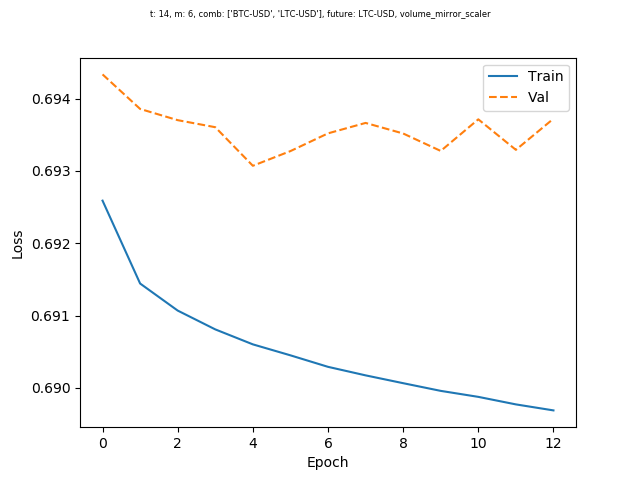 t: 14, m: 6, comb: ['BTC-USD', 'LTC-USD'], future: LTC-USD, volume_mirror_scaler
Train
Val
0.694
0.693
0.692
0.691
0.690
Loss
0 2 4 6 8 10 12
Epoch